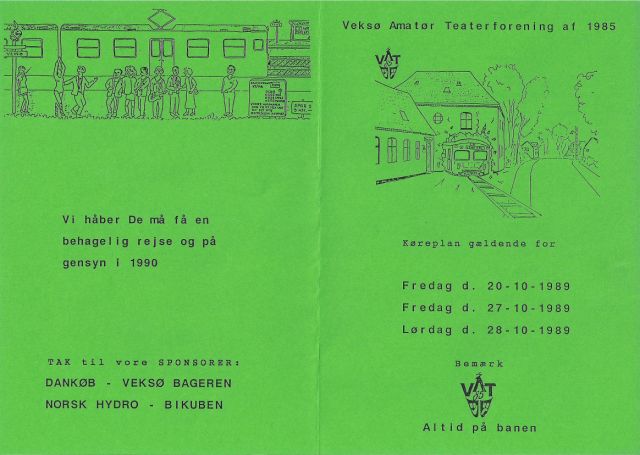 Vi håber De må få en
behagelig rejse og på
gensyn i 1990
TAK til vore SPONSORER:
DANKØB - VEKSØ BAGEREN
NORSK HYDRO - BIKUBEN
Veksø Amatør Teaterforening af 1985
VAT
Køreplan gældende for
Fredag d. 20-10-1989
Fredag d. 27-10-1989
Lørdag d. 28-10-1989
Bemærk
VAT
Altid på banen